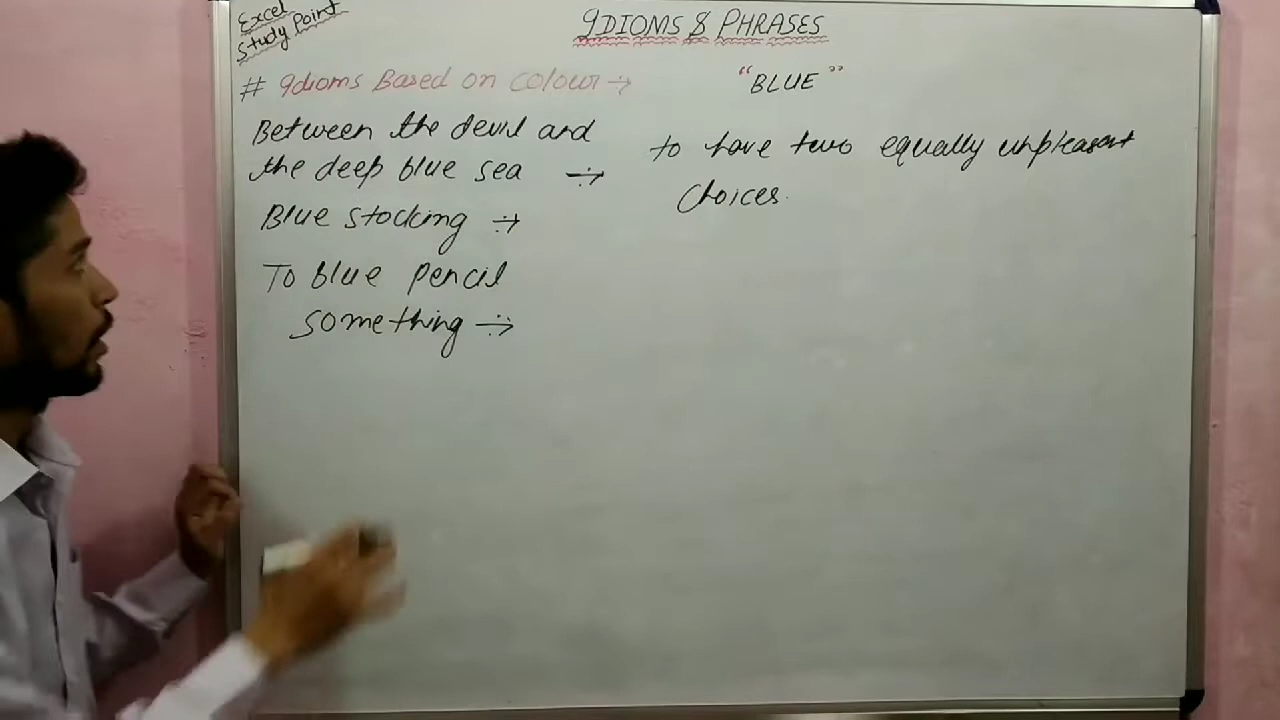 Excel
Study Point
IDIOMS & PHRASES
# Idioms Based on Colour → "BLUE"
Between the devil and
the deep blue sea →
to have two equally unpleasant
choices.
Blue stocking →
To blue pencil
something →